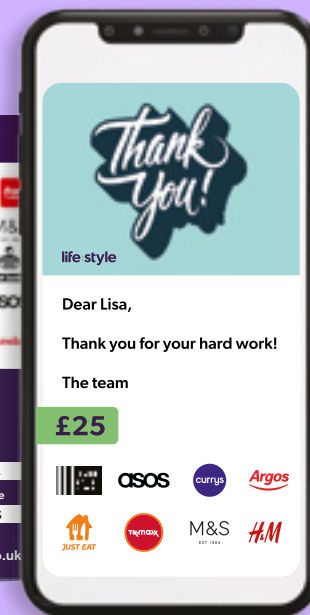 Thank
You!
life style
Dear Lisa,
Thank you for your hard work!
The team
£25
asos
currys
Argos
JUST EAT
TK-maxx
M&S
EST. 1884
H&M
.uk